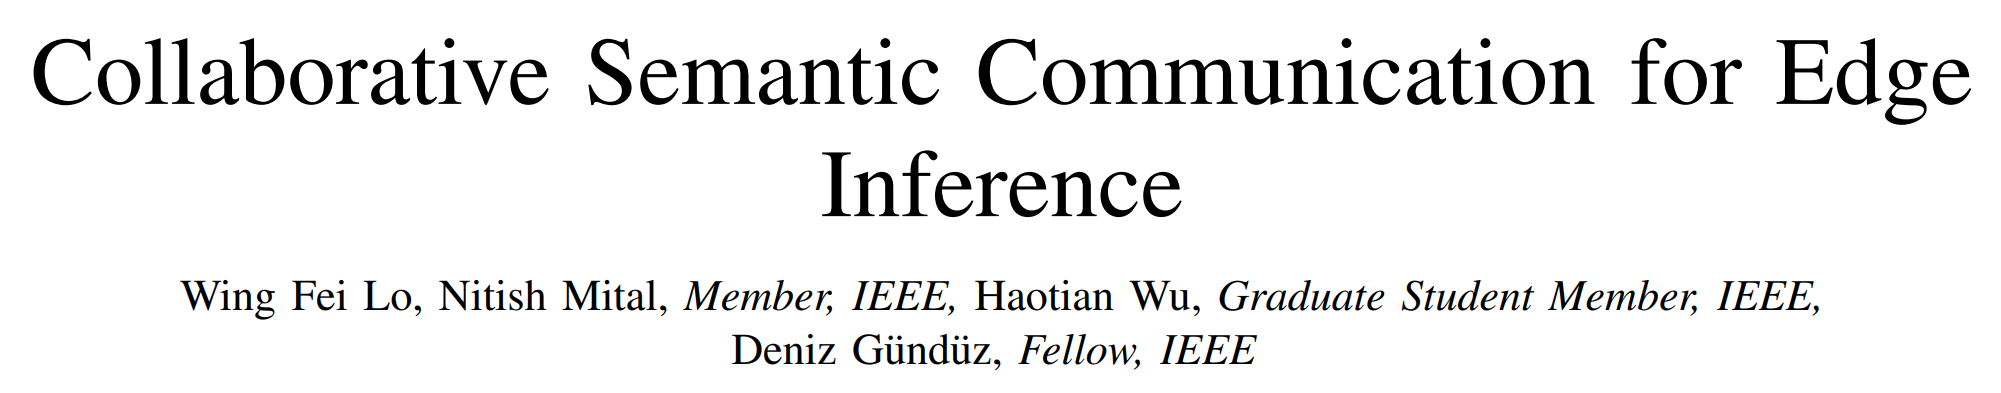 Collaborative Semantic Communication for Edge
Inference
Wing Fei Lo, Nitish Mital, Member, IEEE, Haotian Wu, Graduate Student Member, IEEE,
Deniz Gündüz, Fellow, IEEE